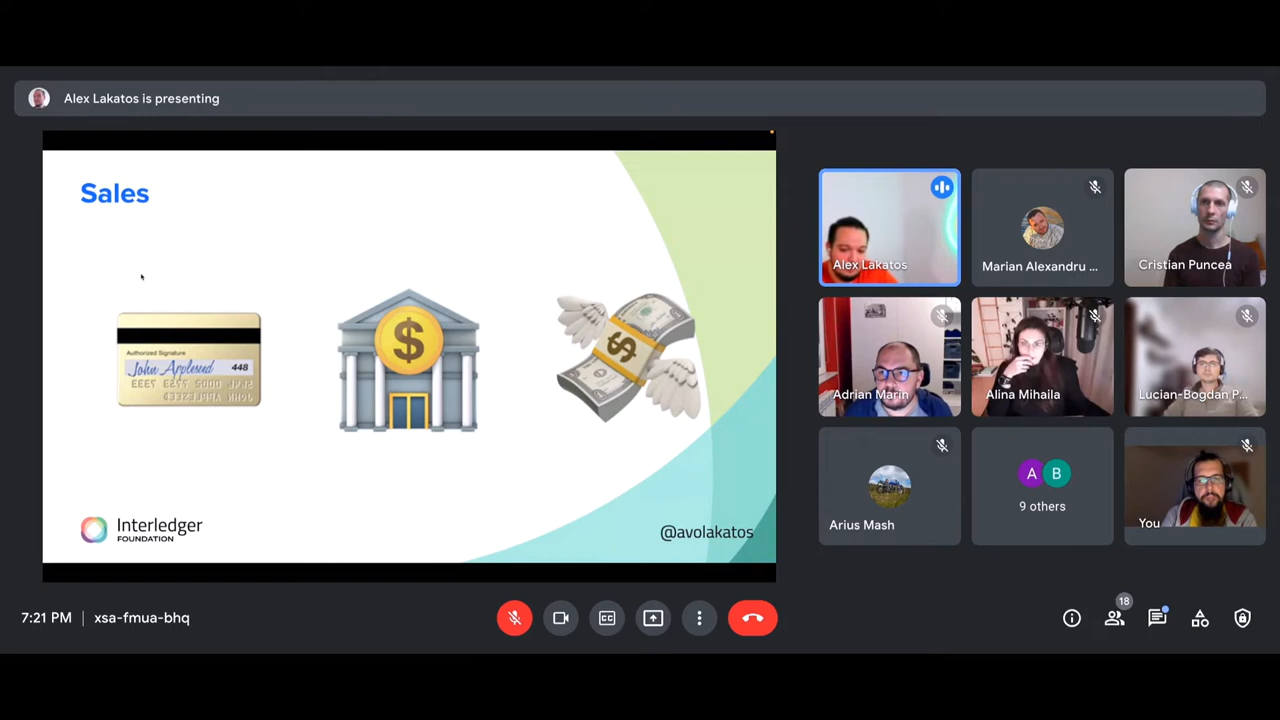 Alex Lakatos is presenting
Sales
Authorized Signature
John Appleseed 448
Interledger
FOUNDATION
@avolakatos
Alex Lakatos
Marian Alexandru ...
Cristian Puncea
Adrian Marin
Alina Mihaila
Lucian-Bogdan P...
Arius Mash
A B
9 others
You
7:21 PM | xsa-fmua-bhq
CC
18